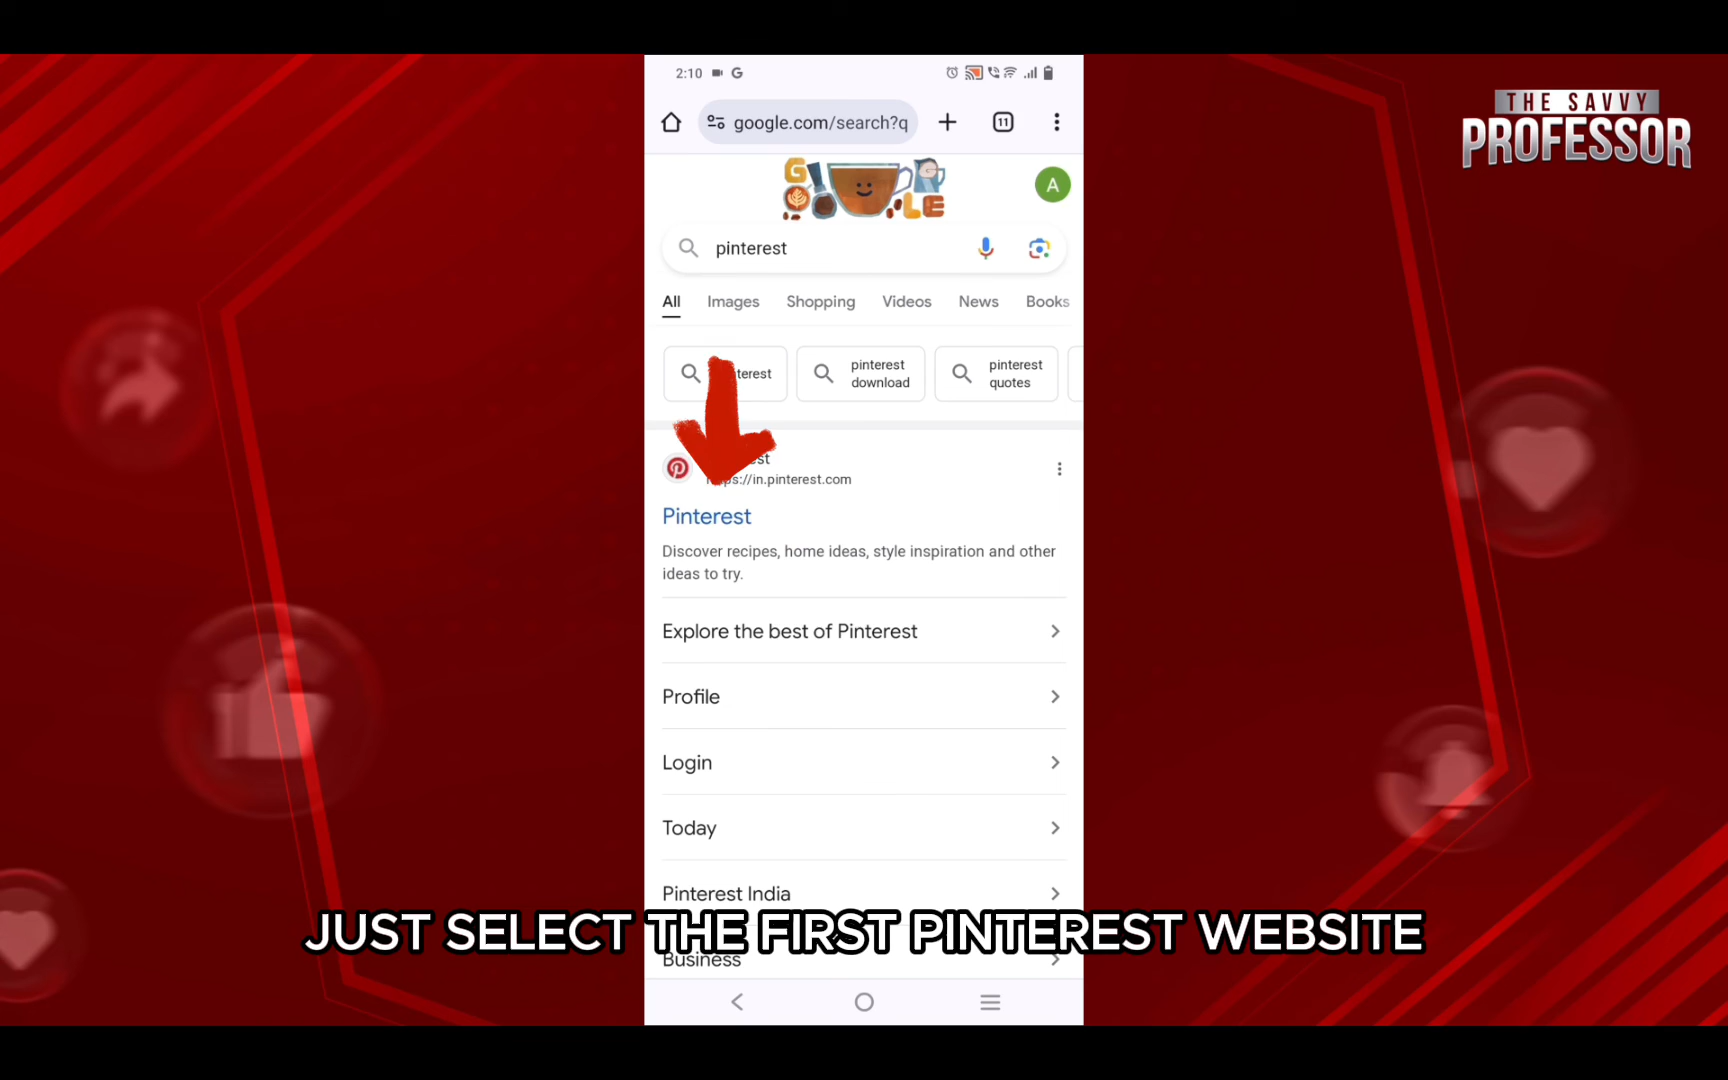 2:10
google.com/search?q
11
THE SAVVY
PROFESSOR
A
pinterest
All Images Shopping Videos News Books
pinterest download
pinterest quotes
https://in.pinterest.com
Pinterest
Discover recipes, home ideas, style inspiration and other
ideas to try.
Explore the best of Pinterest
Profile
Login
Today
Pinterest India
JUST SELECT THE FIRST PINTEREST WEBSITE
Business